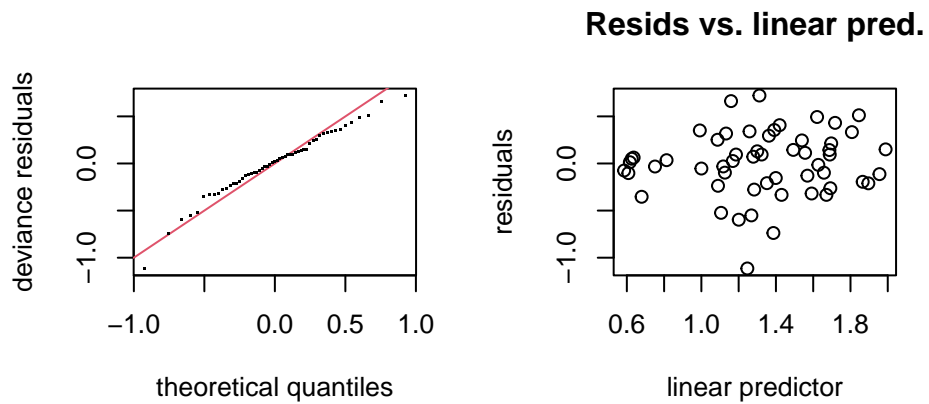 Resids vs. linear pred.
deviance residuals
−1.0
0.0
−1.0
0.0
0.5
1.0
theoretical quantiles
residuals
−1.0
0.0
0.6
1.0
1.4
1.8
linear predictor